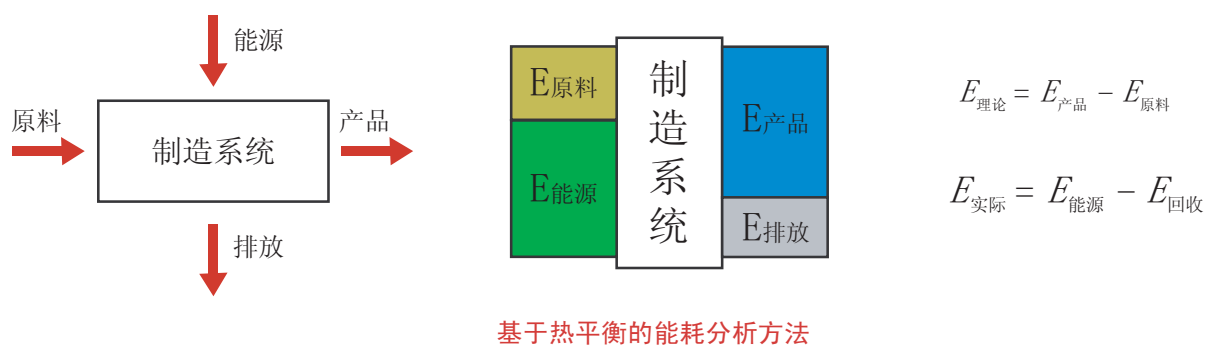 能源
原料
制造系统
产品
排放
E原料
E能源
制造系统
E产品
E排放
E理论 = E产品 − E原料
E实际 = E能源 − E回收
基于热平衡的能耗分析方法